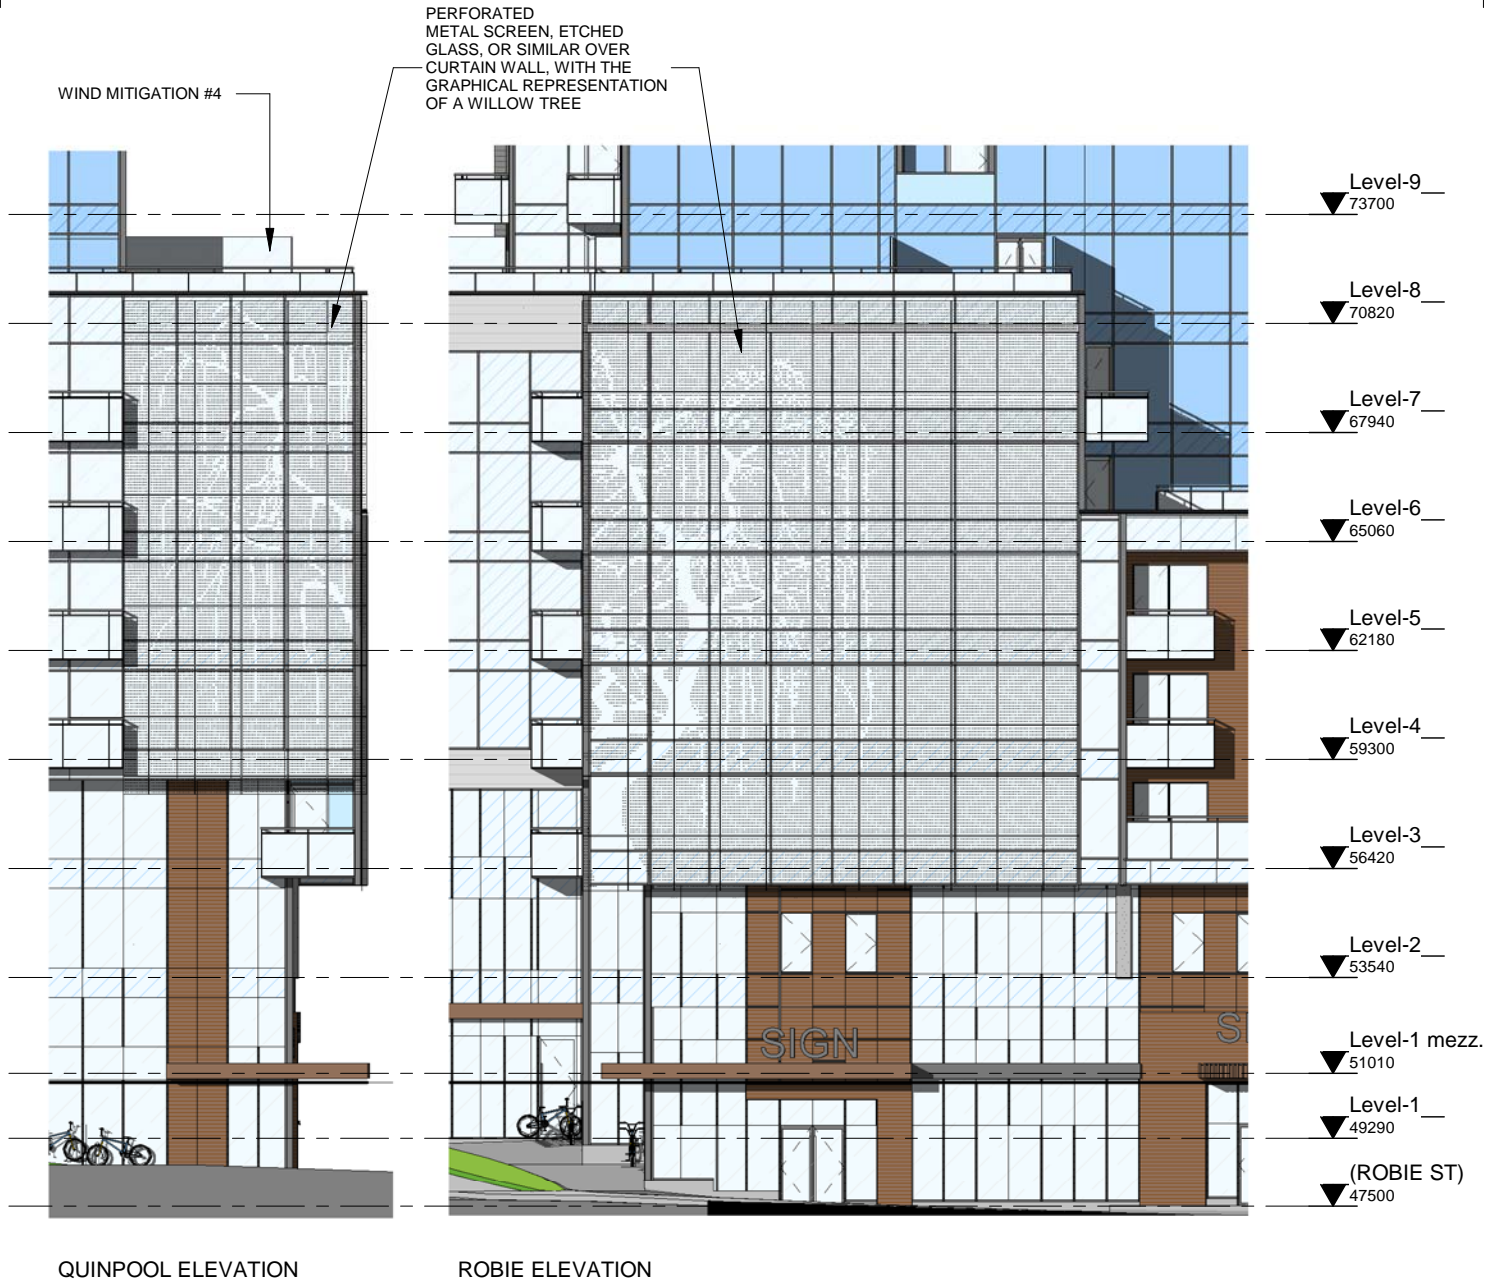 PERFORATED
METAL SCREEN, ETCHED
GLASS, OR SIMILAR OVER
CURTAIN WALL, WITH THE
GRAPHICAL REPRESENTATION
OF A WILLOW TREE
WIND MITIGATION #4
Level-9
73700
Level-8
70820
Level-7
67940
Level-6
65060
Level-5
62180
Level-4
59300
Level-3
56420
Level-2
53540
Level-1 mezz.
51010
Level-1
49290
(ROBIE ST)
47500
SIGN
S
QUINPOOL ELEVATION
ROBIE ELEVATION